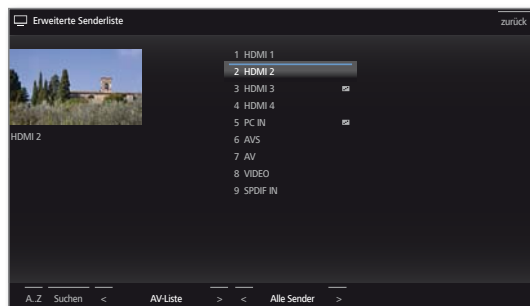 Erweiterte Senderliste
zurück
1 HDMI 1
2 HDMI 2
3 HDMI 3
4 HDMI 4
5 PC IN
6 AVS
7 AV
8 VIDEO
9 SPDIF IN
HDMI 2
A..Z Suchen < AV-Liste > < Alle Sender >